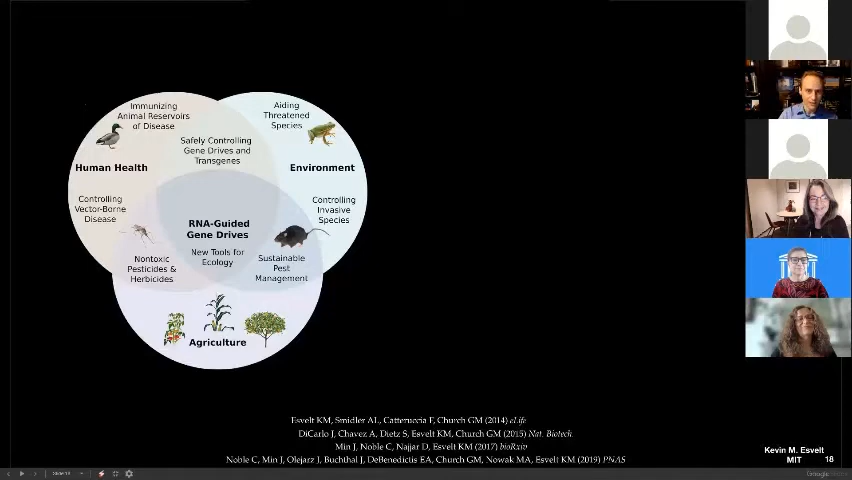 Immunizing
Animal Reservoirs
of Disease
Aiding
Threatened
Species
Safely Controlling
Gene Drives and
Transgenes
Human Health
Environment
Controlling
Vector-Borne
Disease
Controlling
Invasive
Species
RNA-Guided
Gene Drives
New Tools for
Ecology
Nontoxic
Pesticides &
Herbicides
Sustainable
Pest
Management
Agriculture
Esvelt KM, Smidler AL, Catteruccia F, Church GM (2014) eLife
DiCarlo J, Chavez A, Dietz S, Esvelt KM, Church GM (2015) Nat. Biotech
Min J, Noble C, Najjar D, Esvelt KM (2017) bioRxiv
Noble C, Min J, Olejarz J, Buchthal J, DeBenedictis EA, Church GM, Nowak MA, Esvelt KM (2019) PNAS
Kevin M. Esvelt
MIT 18